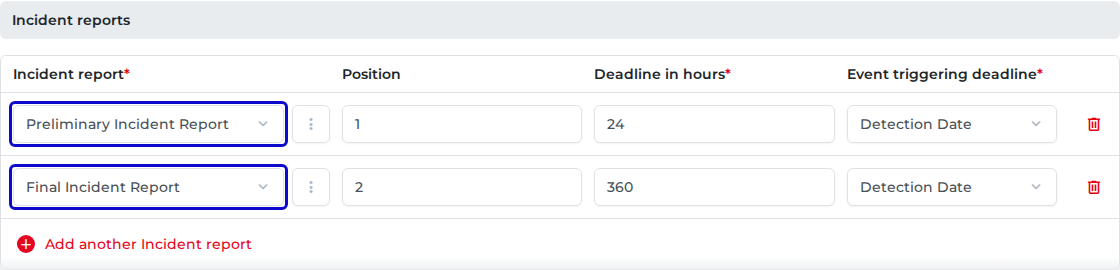 Incident reports
Incident report* Position Deadline in hours* Event triggering deadline*
Preliminary Incident Report 1 24 Detection Date
Final Incident Report 2 360 Detection Date
Add another Incident report